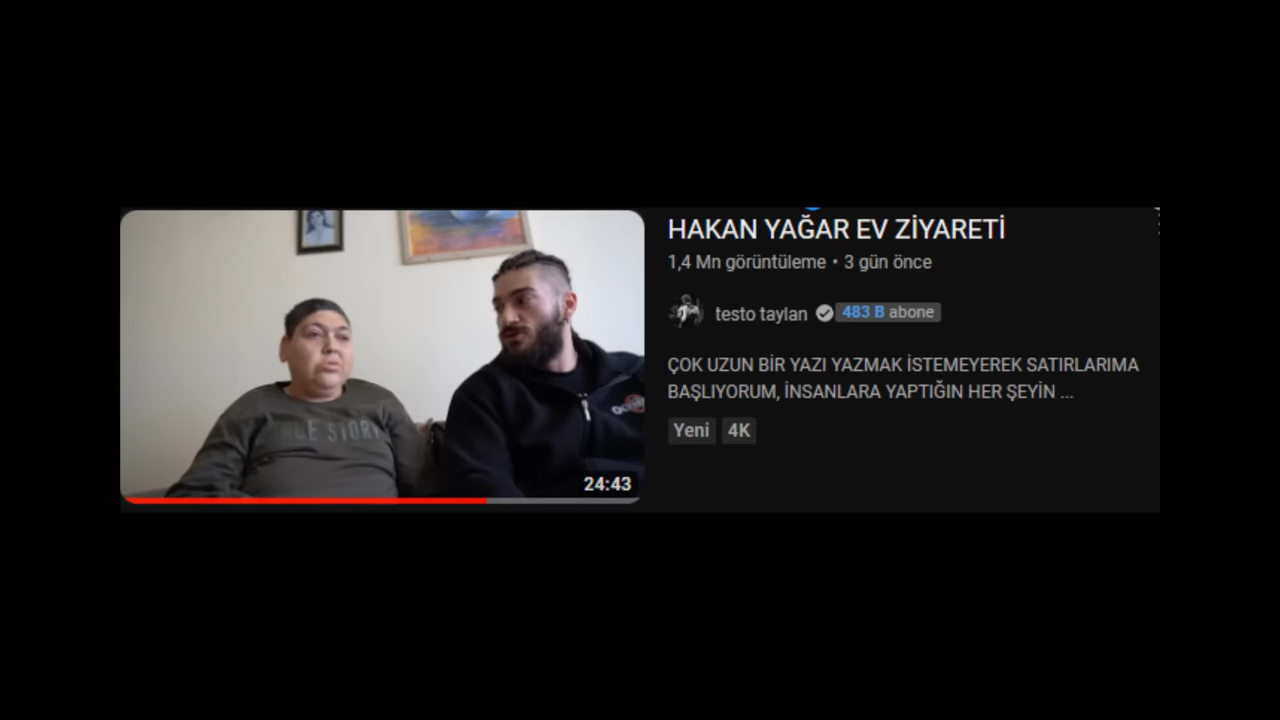 HAKAN YAĞAR EV ZİYARETİ
1,4 Mn görüntüleme • 3 gün önce
testo taylan 483 B abone
ÇOK UZUN BİR YAZI YAZMAK İSTEMEYEREK SATIRLARIMA
BAŞLIYORUM, İNSANLARA YAPTIĞIN HER ŞEYİN ...
Yeni 4K
24:43